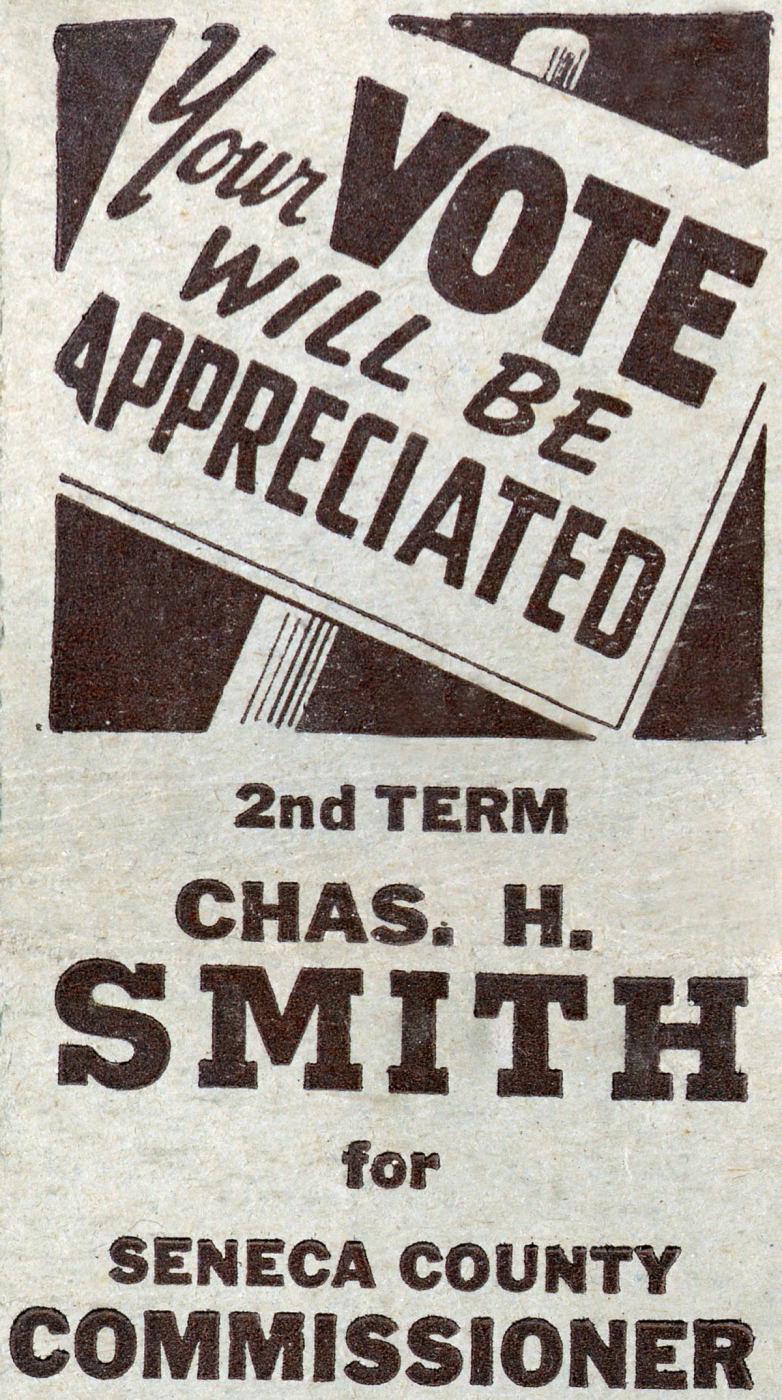 Your VOTE
WILL BE
APPRECIATED
2nd TERM
CHAS. H.
SMITH
for
SENECA COUNTY
COMMISSIONER